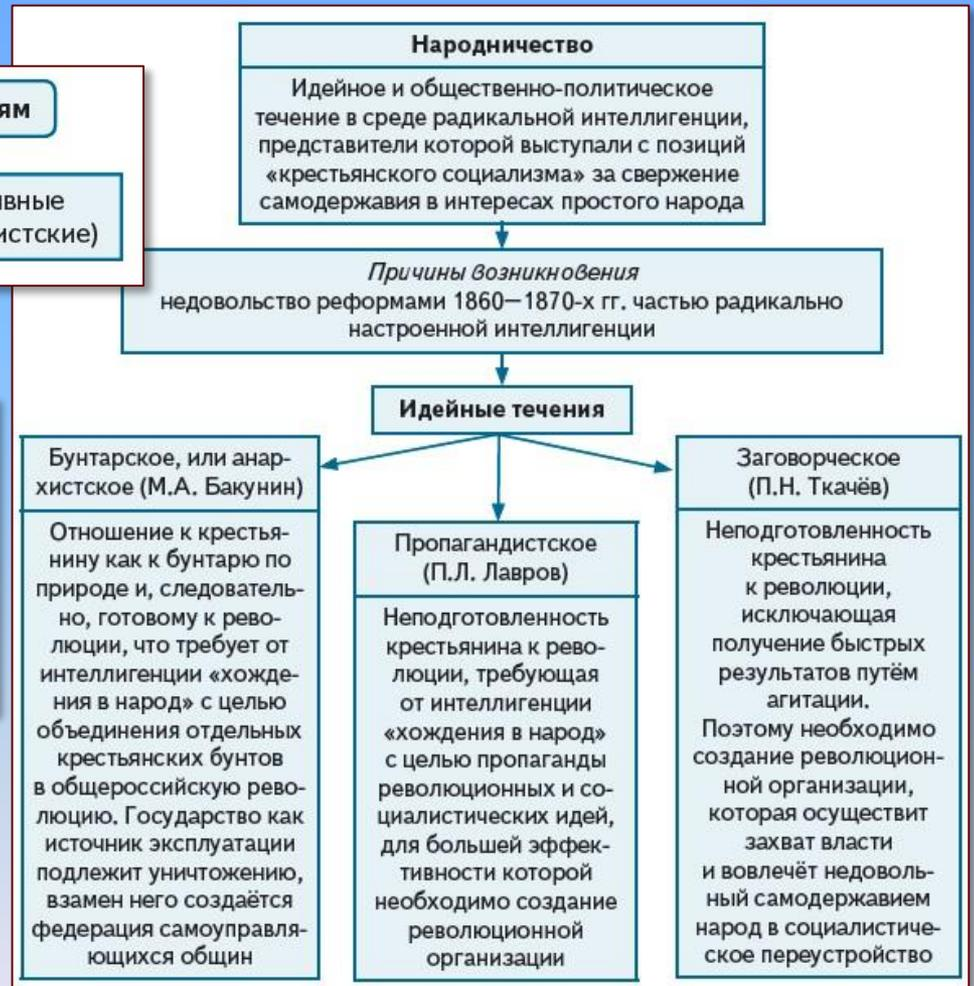 Народничество
Идейное и общественно-политическое
течение в среде радикальной интеллигенции,
представители которой выступали с позиций
«крестьянского социализма» за свержение
самодержавия в интересах простого народа
Причины возникновения
недовольство реформами 1860—1870-х гг. частью радикально
настроенной интеллигенции
Идейные течения
Бунтарское, или анар-
хистское (М.А. Бакунин)
Отношение к крестья-
нину как к бунтарю по
природе и, следователь-
но, готовому к рево-
люции, что требует от
интеллигенции «хожде-
ния в народ» с целью
объединения отдельных
крестьянских бунтов
в общероссийскую рево-
люцию. Государство как
источник эксплуатации
подлежит уничтожению,
взамен него создаётся
федерация самоуправля-
ющихся общин
Пропагандистское
(П.Л. Лавров)
Неподготовленность
крестьянина к рево-
люции, требующая
от интеллигенции
«хождения в народ»
с целью пропаганды
революционных и со-
циалистических идей,
для большей эффек-
тивности которой
необходимо создание
революционной
организации
Заговорческое
(П.Н. Ткачёв)
Неподготовленность
крестьянина
к революции,
исключающая
получение быстрых
результатов путём
агитации.
Поэтому необходимо
создание революцион-
ной организации,
которая осуществит
захват власти
и вовлечёт недоволь-
ный самодержавием
народ в социалистиче-
ское переустройство